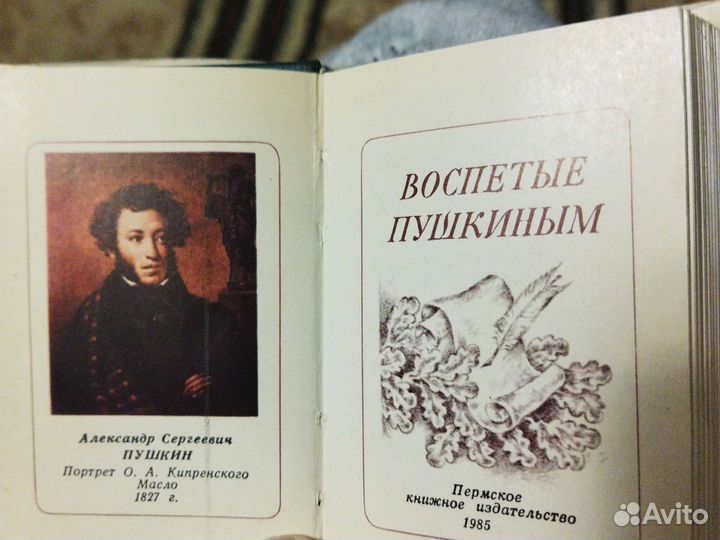 Александр Сергеевич
ПУШКИН
Портрет О. А. Кипренского
Масло
1827 г.
ВОСПЕТЫЕ
ПУШКИНЫМ
Пермское
книжное издательство
1985
Avito